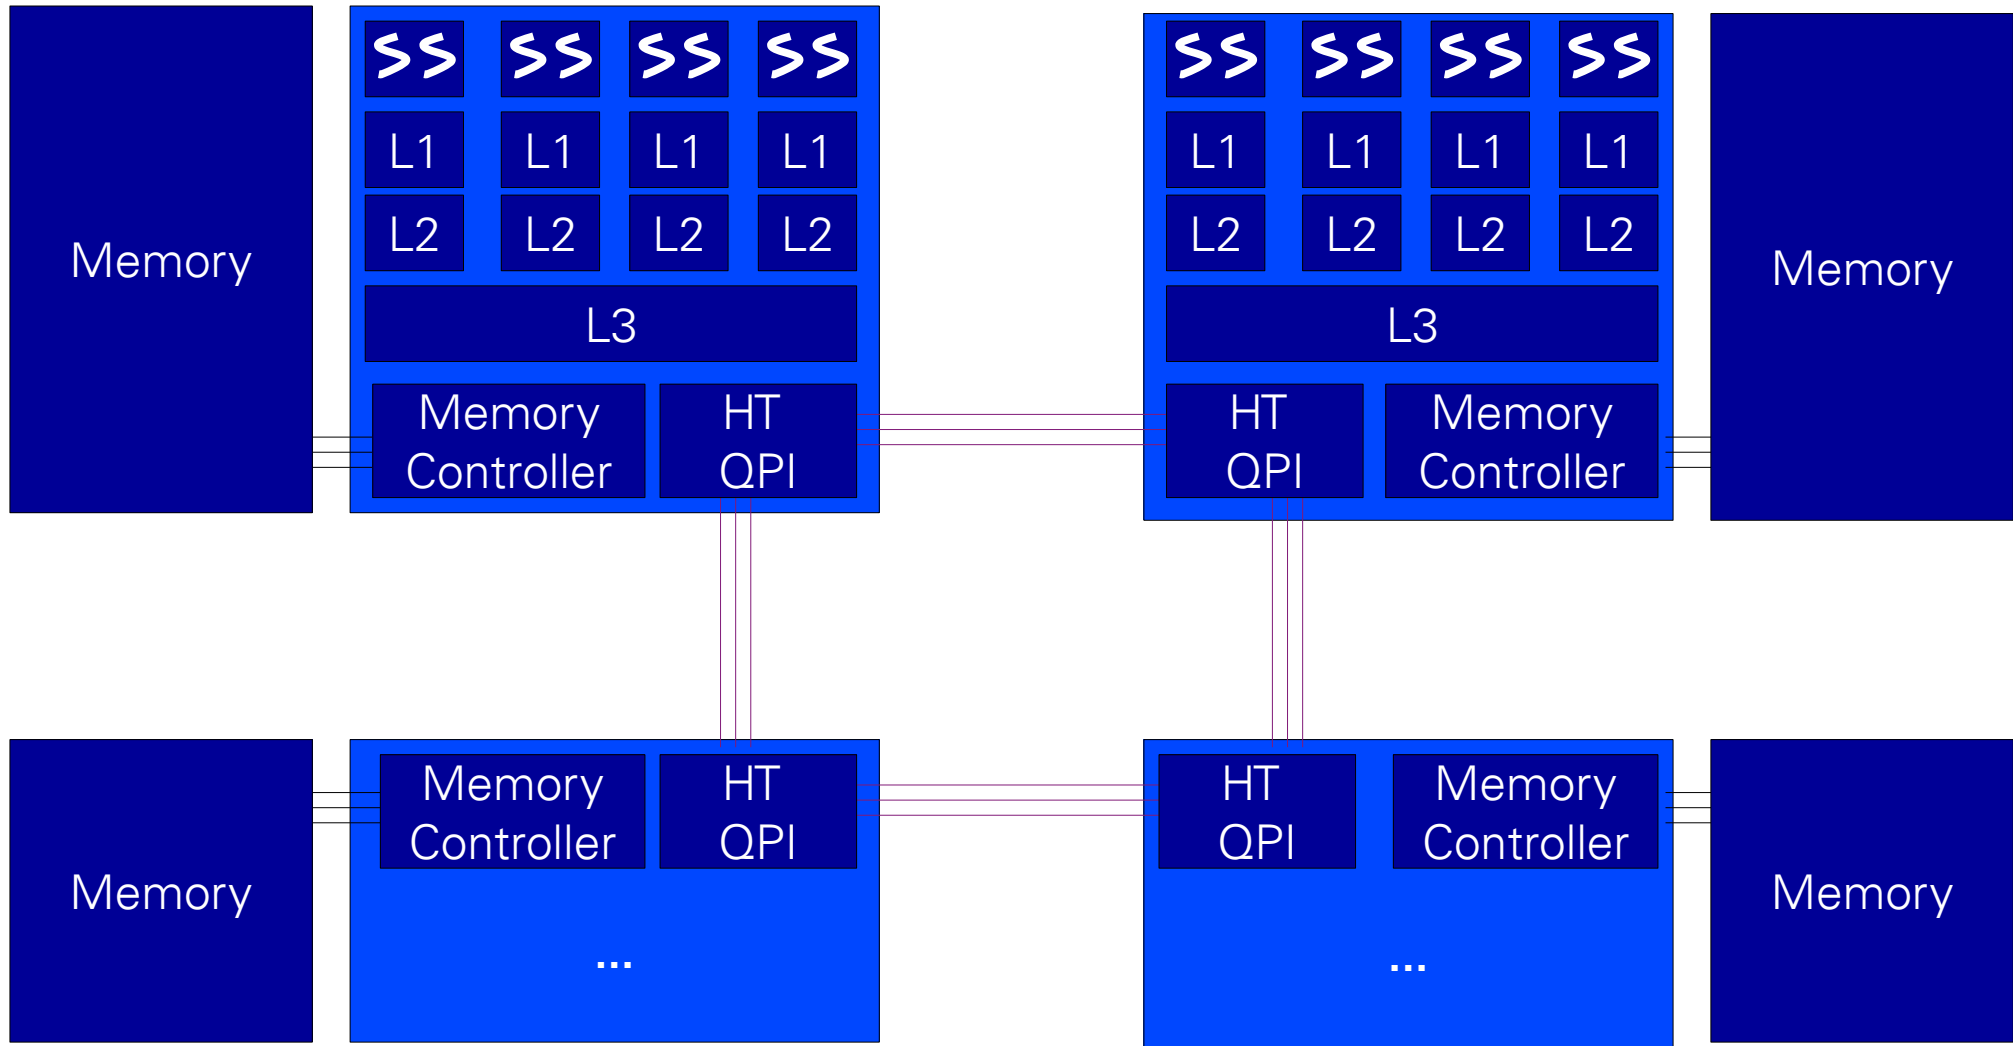 Memory
L1 L1 L1 L1
L2 L2 L2 L2
L3
Memory
Controller
HT
QPI
L1 L1 L1 L1
L2 L2 L2 L2
L3
HT
QPI
Memory
Controller
Memory
Memory
Memory
Controller
HT
QPI
...
HT
QPI
Memory
Controller
...
Memory